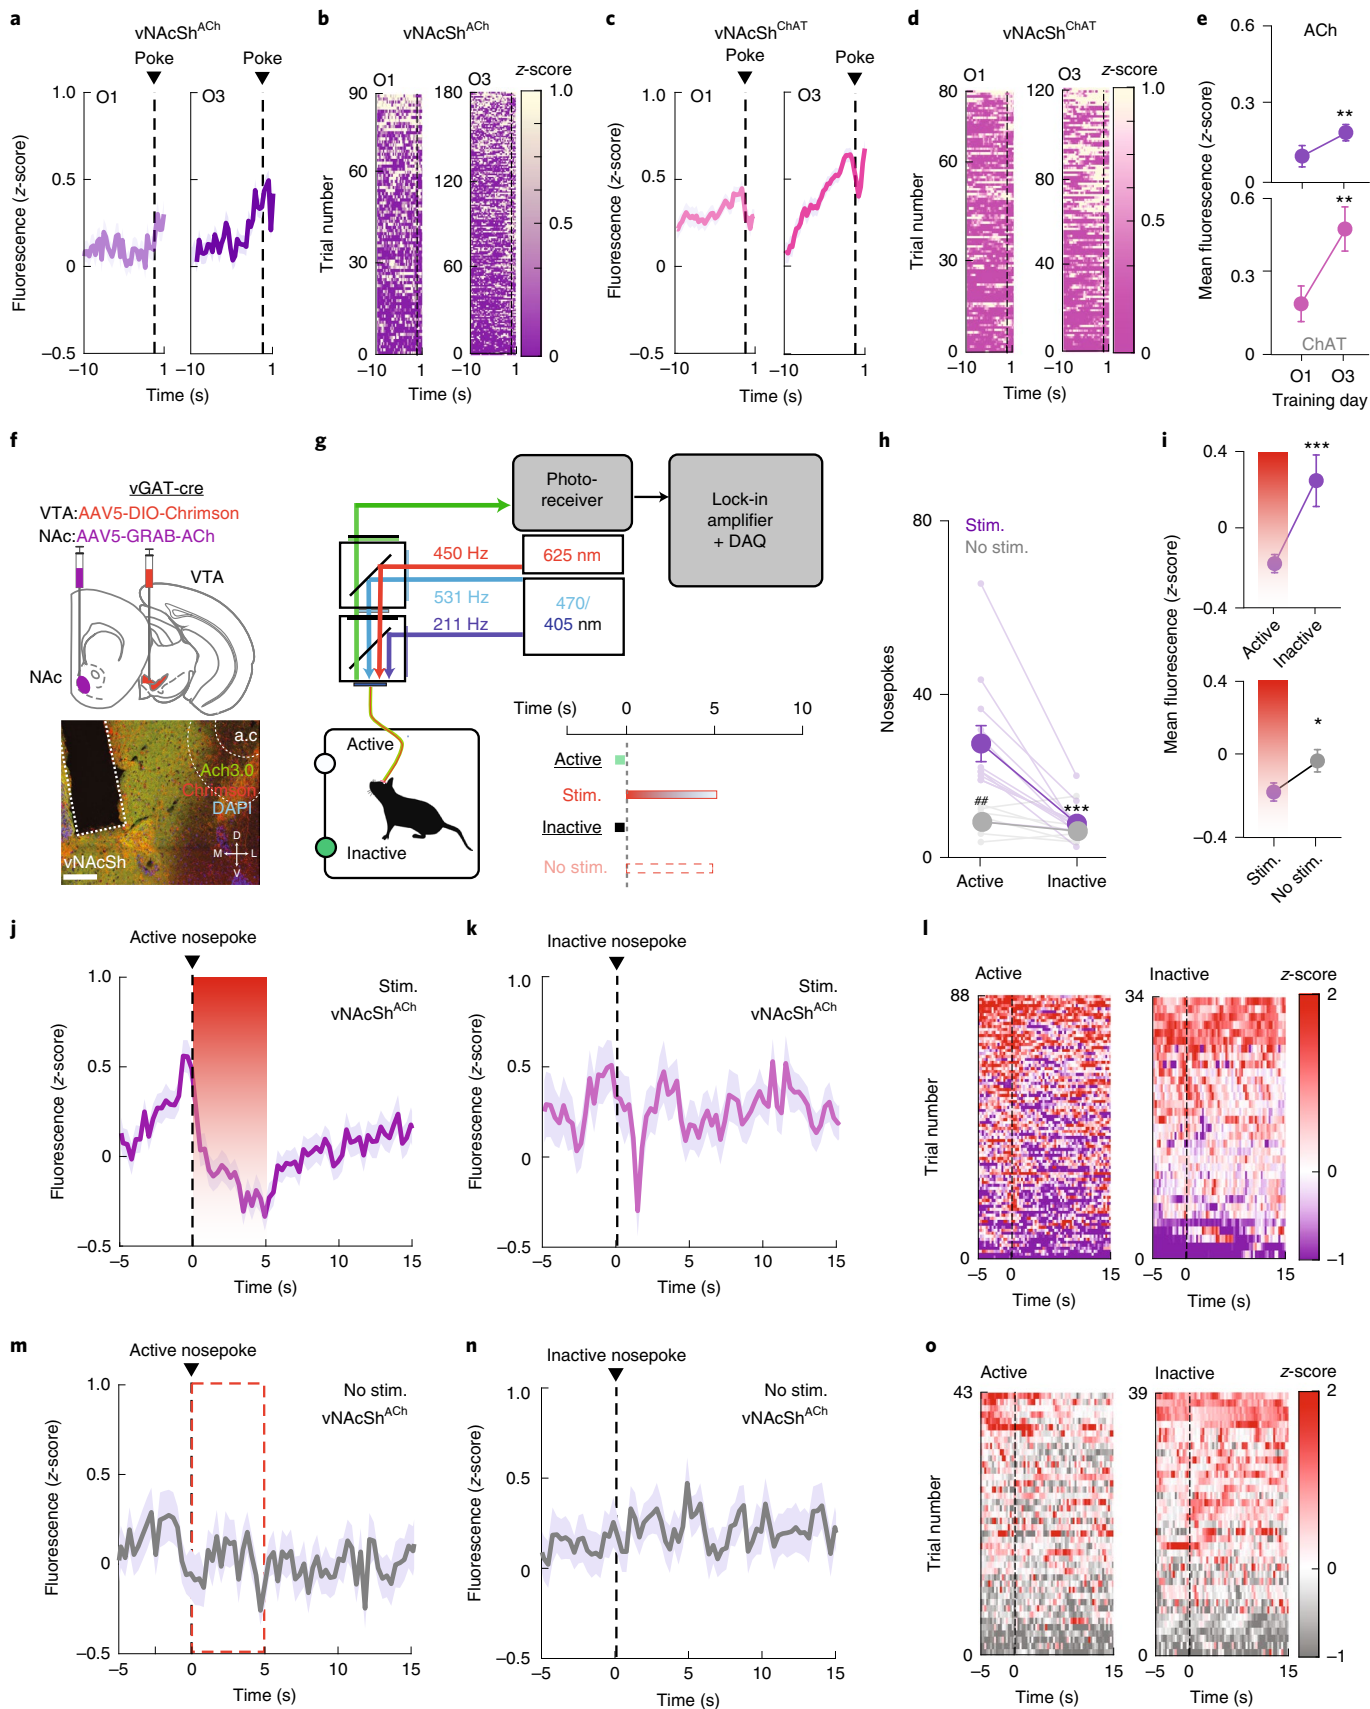 a
vNAcSh^ACh
Poke
Poke
1.0
O1
O3
0.5
0
−0.5
Fluorescence (z-score)
−10
1
−10
1
Time (s)
b
vNAcSh^ACh
O1
O3
z-score
90
60
30
0
Trial number
180
120
60
0
1.0
0.5
0
−10
1
−10
1
Time (s)
c
vNAcSh^ChAT
Poke
Poke
1.0
O1
O3
0.5
0
−0.5
Fluorescence (z-score)
−10
1
−10
1
Time (s)
d
vNAcSh^ChAT
O1
O3
z-score
80
60
30
0
Trial number
120
80
40
0
1.0
0.5
0
−10
1
−10
1
Time (s)
e
0.6
ACh
0.3
**
0
0.6
**
0.3
0
ChAT
Mean fluorescence (z-score)
O1
O3
Training day
f
vGAT-cre
VTA:AAV5-DIO-Chrimson
NAc:AAV5-GRAB-ACh
VTA
NAc
a.c
Ach3.0
Chrimson
DAPI
D
M
L
V
vNAcSh
g
Photo-
receiver
Lock-in
amplifier
+ DAQ
450 Hz
625 nm
531 Hz
470/
405 nm
211 Hz
Active
Inactive
Time (s)
0
5
10
Active
Stim.
Inactive
No stim.
h
80
Stim.
No stim.
40
0
Nosepokes
##
***
Active
Inactive
i
0.4
***
0
−0.4
Active
Inactive
0.4
*
0
−0.4
Stim.
No stim.
Mean fluorescence (z-score)
j
Active nosepoke
1.0
Stim.
vNAcSh^ACh
0.5
0
−0.5
Fluorescence (z-score)
−5
0
5
10
15
Time (s)
k
Inactive nosepoke
1.0
Stim.
vNAcSh^ACh
0.5
0
−0.5
Fluorescence (z-score)
−5
0
5
10
15
Time (s)
l
Active
Inactive
z-score
88
0
Trial number
34
0
2
0
−1
−5
0
15
−5
0
15
Time (s)
Time (s)
m
Active nosepoke
1.0
No stim.
vNAcSh^ACh
0.5
0
−0.5
Fluorescence (z-score)
−5
0
5
10
15
Time (s)
n
Inactive nosepoke
1.0
No stim.
vNAcSh^ACh
0.5
0
−0.5
Fluorescence (z-score)
−5
0
5
10
15
Time (s)
o
Active
Inactive
z-score
43
0
Trial number
39
0
2
0
−1
−5
0
15
−5
0
15
Time (s)
Time (s)